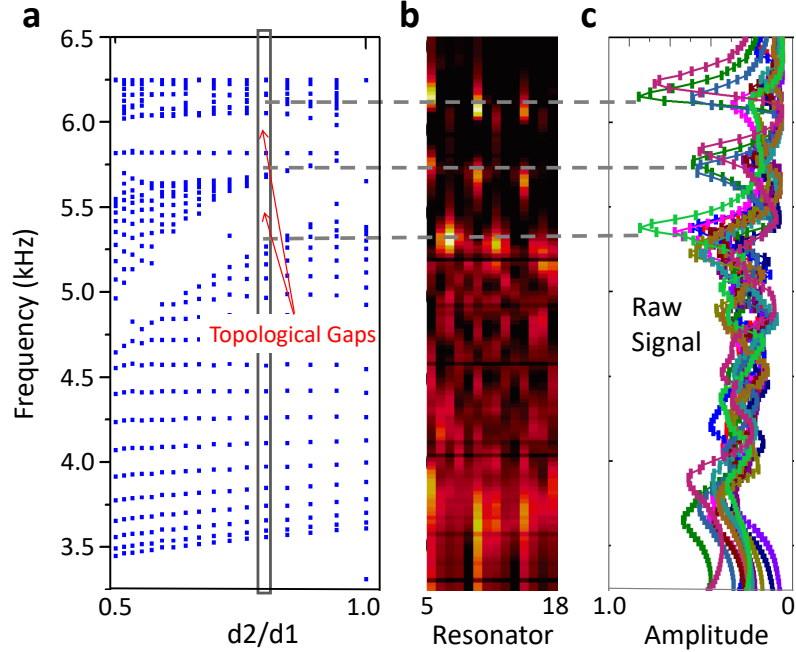 a
b
c
6.5
6.0
5.5
5.0
4.5
4.0
3.5
Frequency (kHz)
Topological Gaps
Raw
Signal
0.5
1.0
d2/d1
5
18
Resonator
1.0
0
Amplitude